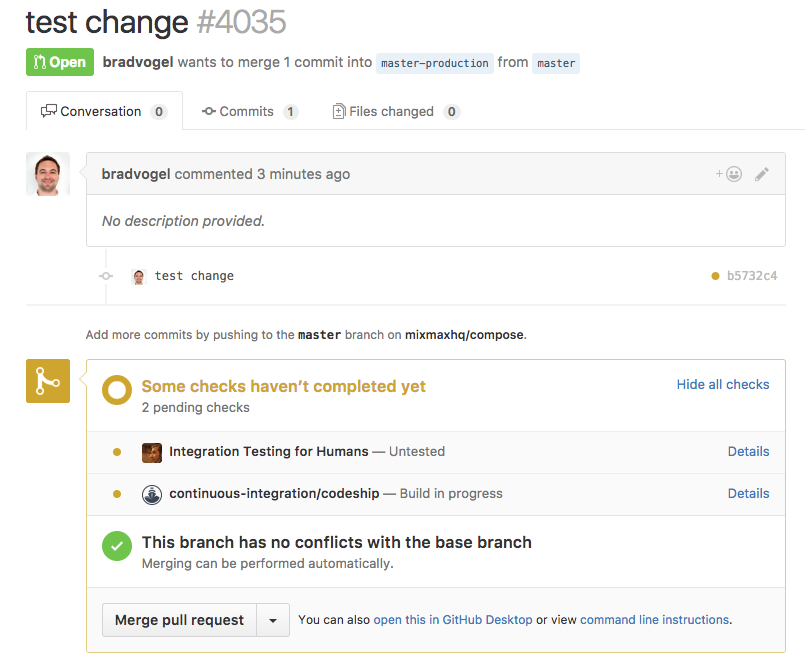 test change #4035
Open bradvogel wants to merge 1 commit into master-production from master
Conversation 0 Commits 1 Files changed 0
bradvogel commented 3 minutes ago
No description provided.
test change b5732c4
Add more commits by pushing to the master branch on mixmaxhq/compose.
Some checks haven’t completed yet Hide all checks
2 pending checks
Integration Testing for Humans — Untested Details
continuous-integration/codeship — Build in progress Details
This branch has no conflicts with the base branch
Merging can be performed automatically.
Merge pull request You can also open this in GitHub Desktop or view command line instructions.